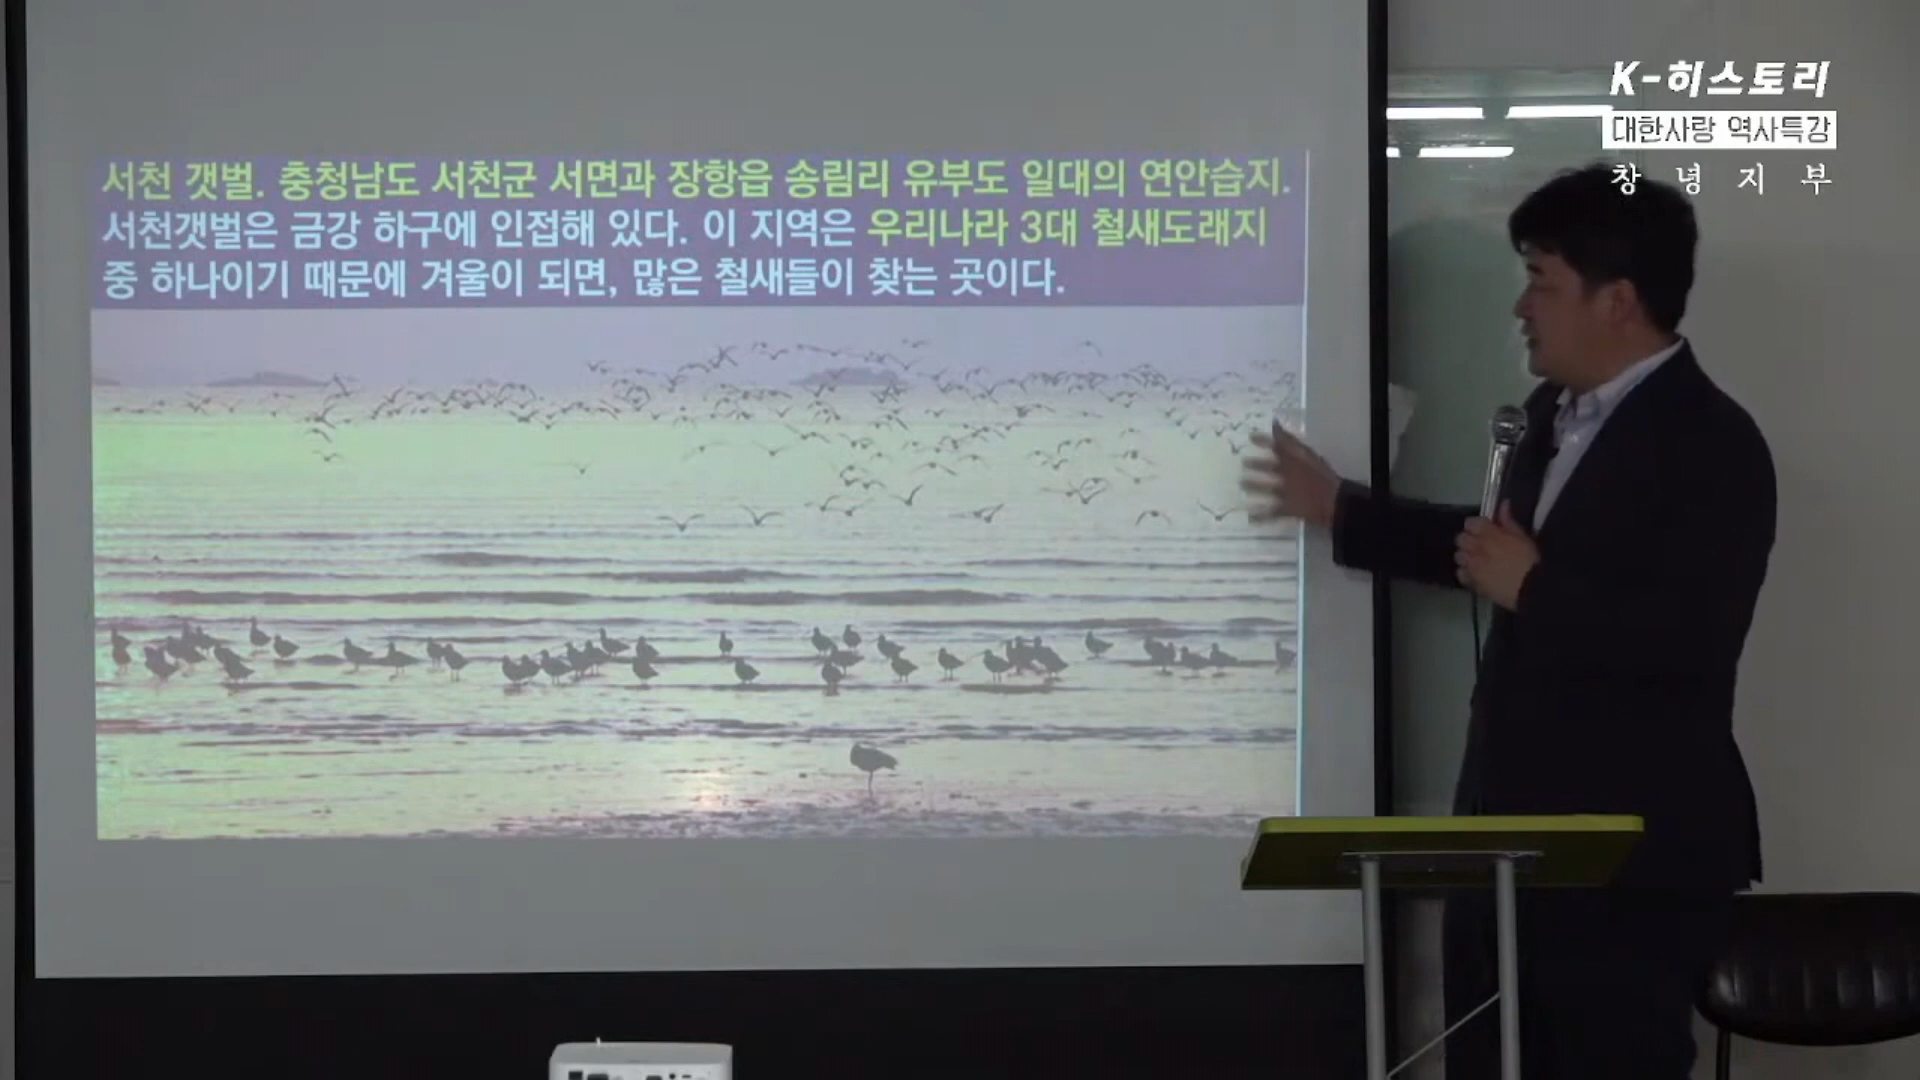 K-히스토리
대한사랑 역사특강
창녕지부
서천 갯벌. 충청남도 서천군 서면과 장항읍 송림리 유부도 일대의 연안습지.
서천갯벌은 금강 하구에 인접해 있다. 이 지역은 우리나라 3대 철새도래지
중 하나이기 때문에 겨울이 되면, 많은 철새들이 찾는 곳이다.